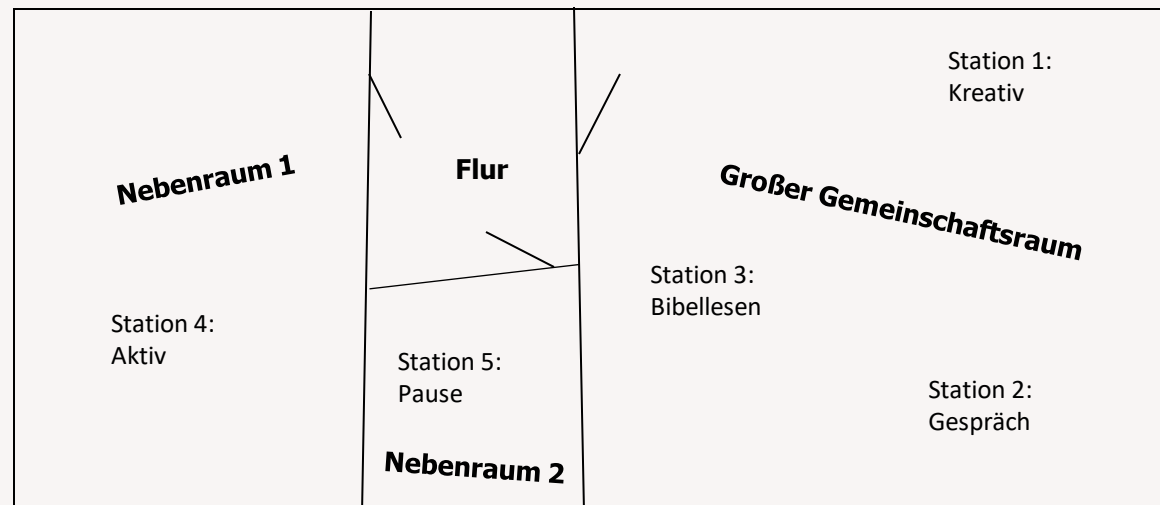 Station 1:
Kreativ
Nebenraum 1
Flur
Großer Gemeinschaftsraum
Station 3:
Bibellesen
Station 4:
Aktiv
Station 5:
Pause
Station 2:
Gespräch
Nebenraum 2